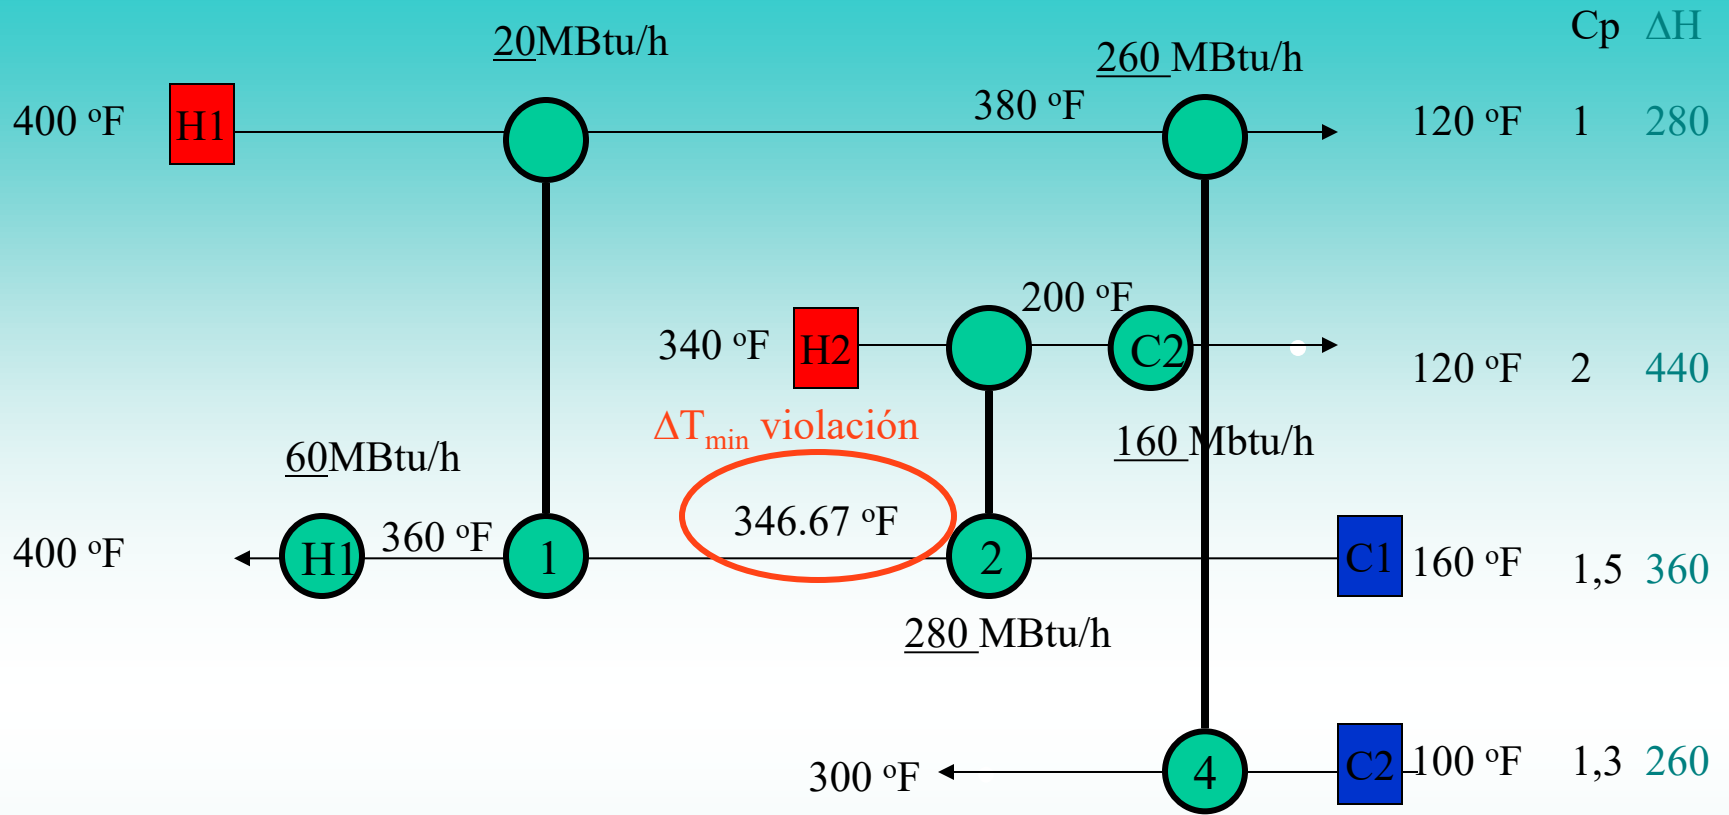 Cp ΔH
20MBtu/h
260 MBtu/h
400 ºF H1 380 ºF 120 ºF 1 280
200 ºF
340 ºF H2 C2 120 ºF 2 440
ΔTmin violación
160 Mbtu/h
60MBtu/h
346.67 ºF
400 ºF H1 360 ºF 1 2 C1 160 ºF 1,5 360
280 MBtu/h
300 ºF 4 C2 100 ºF 1,3 260